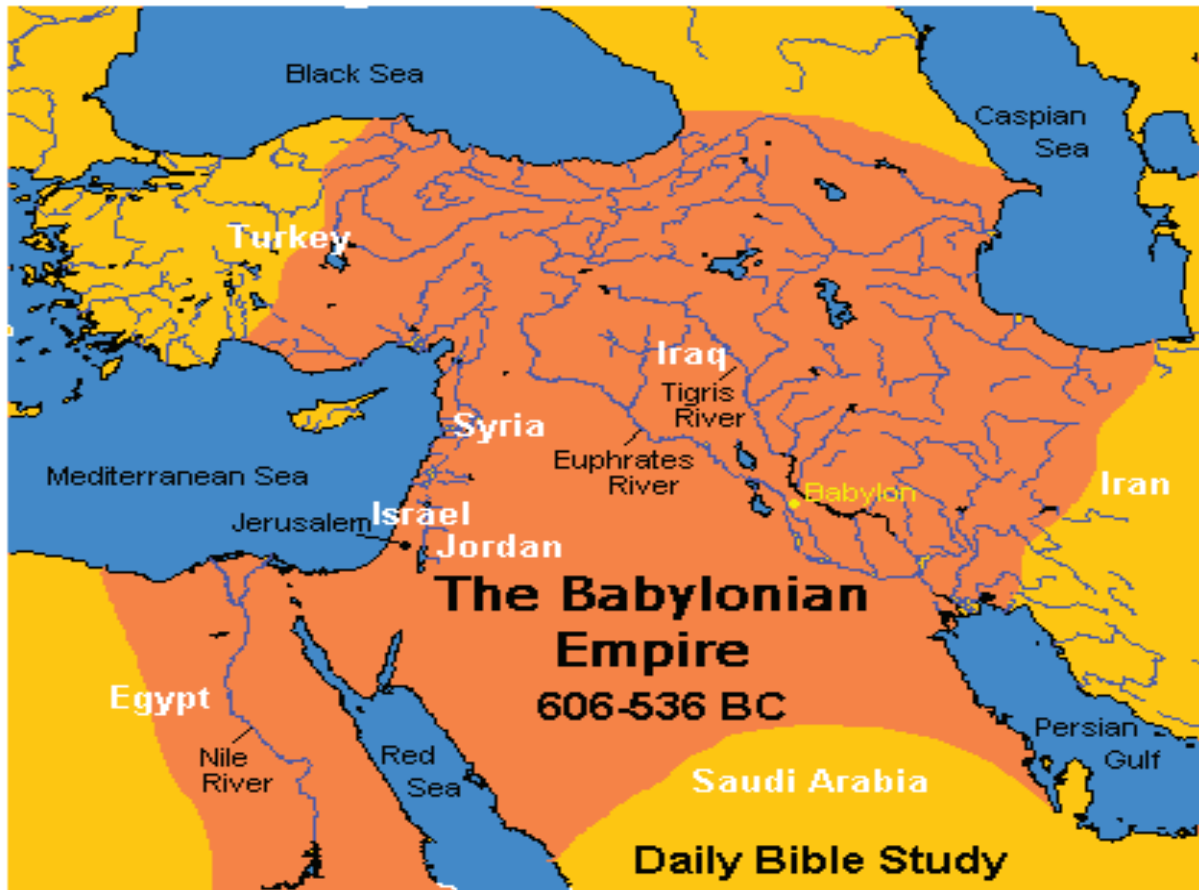 Black Sea
Caspian
Sea
Turkey
Iraq
Tigris
River
Syria
Euphrates
River
Mediterranean Sea
Babylon
Iran
Israel
Jerusalem
Jordan
The Babylonian
Empire
606-536 BC
Egypt
Nile
River
Red
Sea
Persian
Gulf
Saudi Arabia
Daily Bible Study